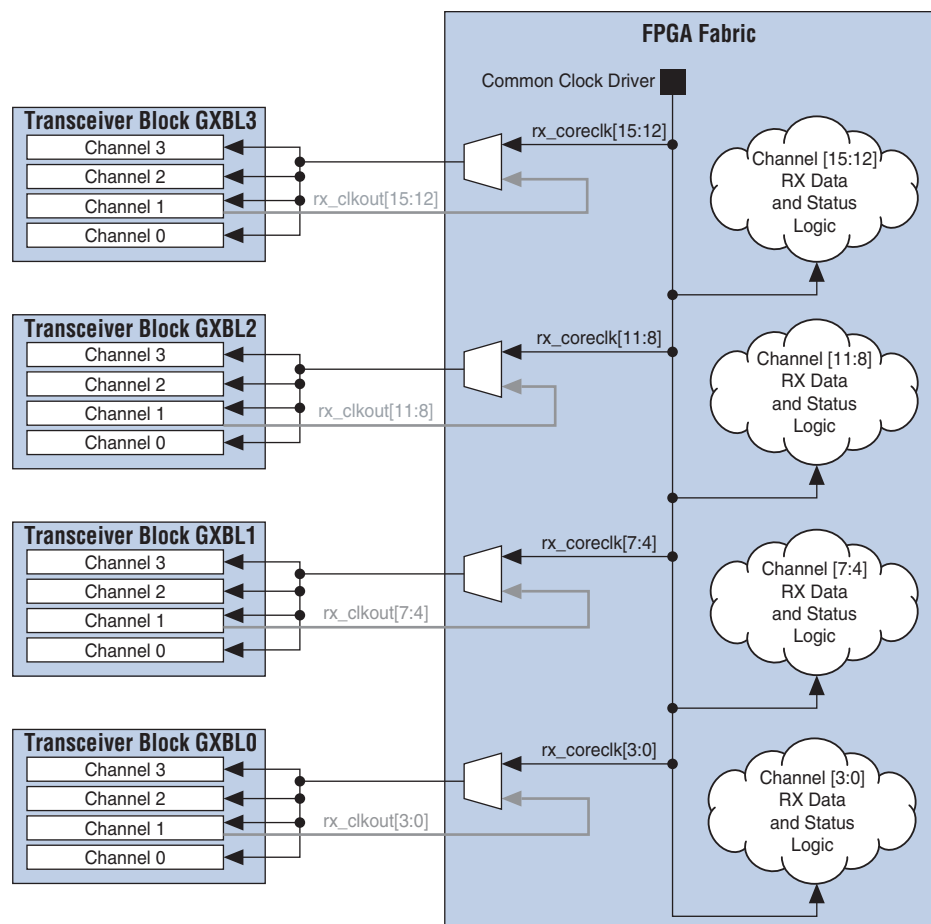 FPGA Fabric
Common Clock Driver
Transceiver Block GXBL3
Channel 3
Channel 2
Channel 1
Channel 0
rx_clkout[15:12]
rx_coreclk[15:12]
Channel [15:12]
RX Data
and Status
Logic
Transceiver Block GXBL2
Channel 3
Channel 2
Channel 1
Channel 0
rx_clkout[11:8]
rx_coreclk[11:8]
Channel [11:8]
RX Data
and Status
Logic
Transceiver Block GXBL1
Channel 3
Channel 2
Channel 1
Channel 0
rx_clkout[7:4]
rx_coreclk[7:4]
Channel [7:4]
RX Data
and Status
Logic
Transceiver Block GXBL0
Channel 3
Channel 2
Channel 1
Channel 0
rx_clkout[3:0]
rx_coreclk[3:0]
Channel [3:0]
RX Data
and Status
Logic